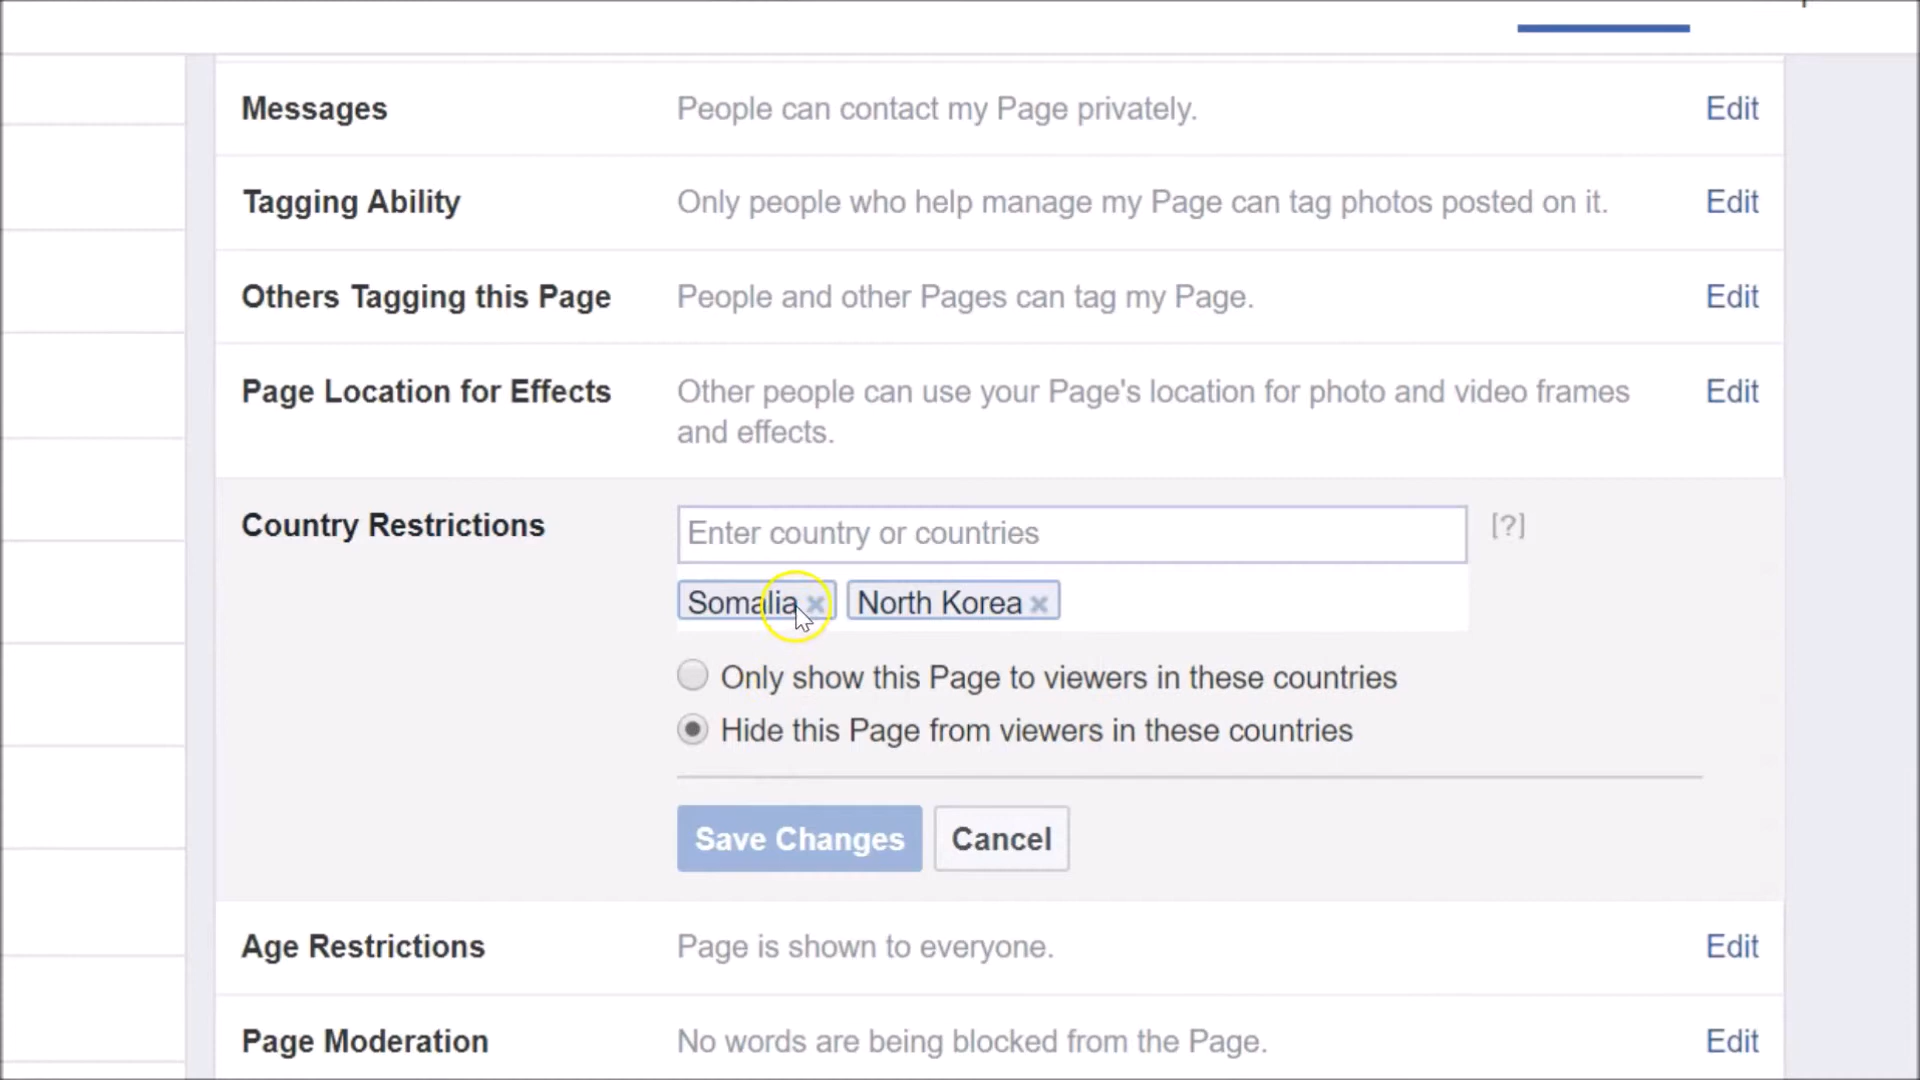 Messages People can contact my Page privately. Edit
Tagging Ability Only people who help manage my Page can tag photos posted on it. Edit
Others Tagging this Page People and other Pages can tag my Page. Edit
Page Location for Effects Other people can use your Page's location for photo and video frames Edit
and effects.
Country Restrictions Enter country or countries [?]
Somalia × North Korea ×
Only show this Page to viewers in these countries
Hide this Page from viewers in these countries
Save Changes Cancel
Age Restrictions Page is shown to everyone. Edit
Page Moderation No words are being blocked from the Page. Edit